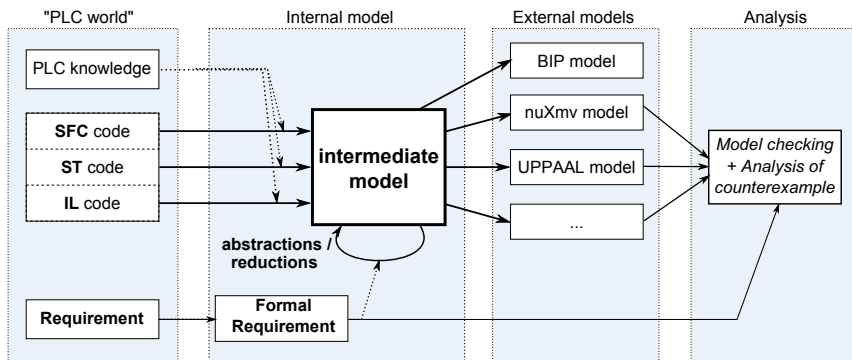 "PLC world"
Internal model
External models
Analysis
PLC knowledge
SFC code
ST code
IL code
intermediate
model
abstractions /
reductions
BIP model
nuXmv model
UPPAAL model
...
Model checking
+ Analysis of
counterexample
Requirement
Formal
Requirement